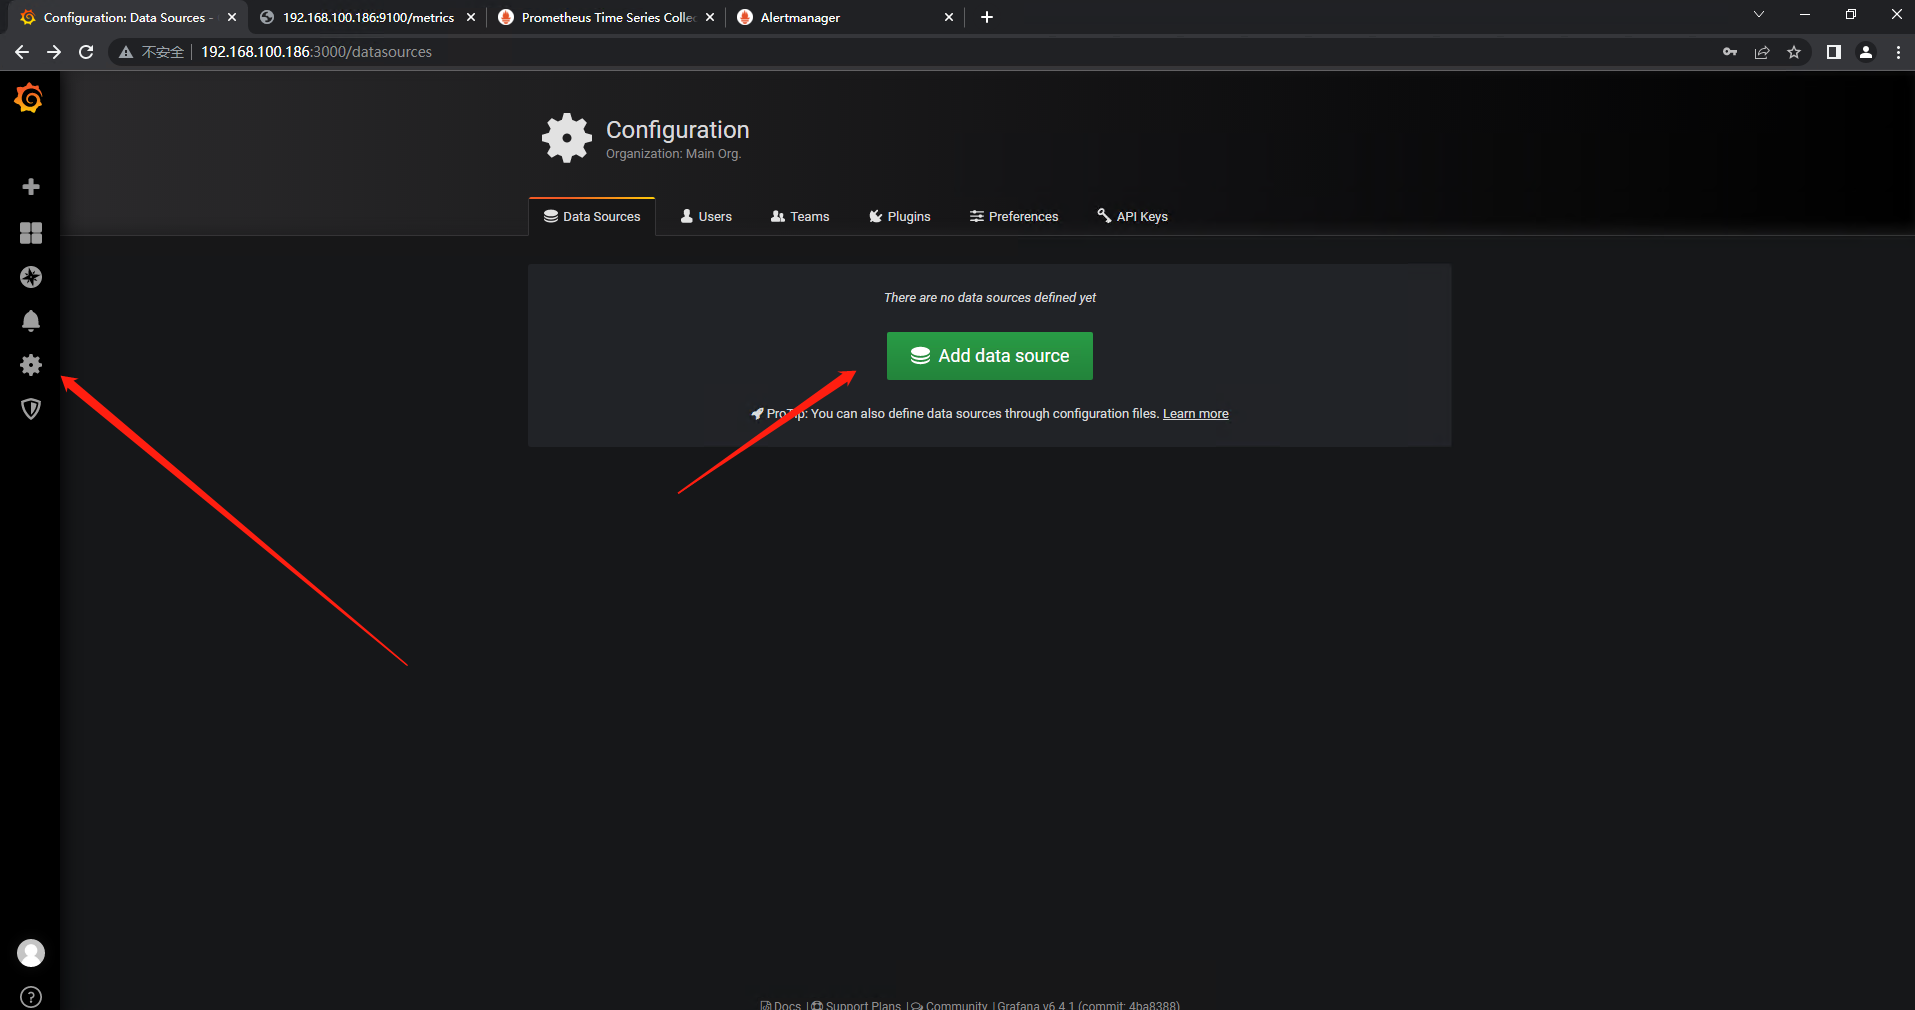 Configuration: Data Sources -
192.168.100.186:9100/metrics
Prometheus Time Series Collec
Alertmanager
不安全
192.168.100.186:3000/datasources
Configuration
Organization: Main Org.
Data Sources
Users
Teams
Plugins
Preferences
API Keys
There are no data sources defined yet
Add data source
ProTip: You can also define data sources through configuration files. Learn more
Docs | Support Plans | Community | Grafana v6.4.1 (commit: 4ba8388)